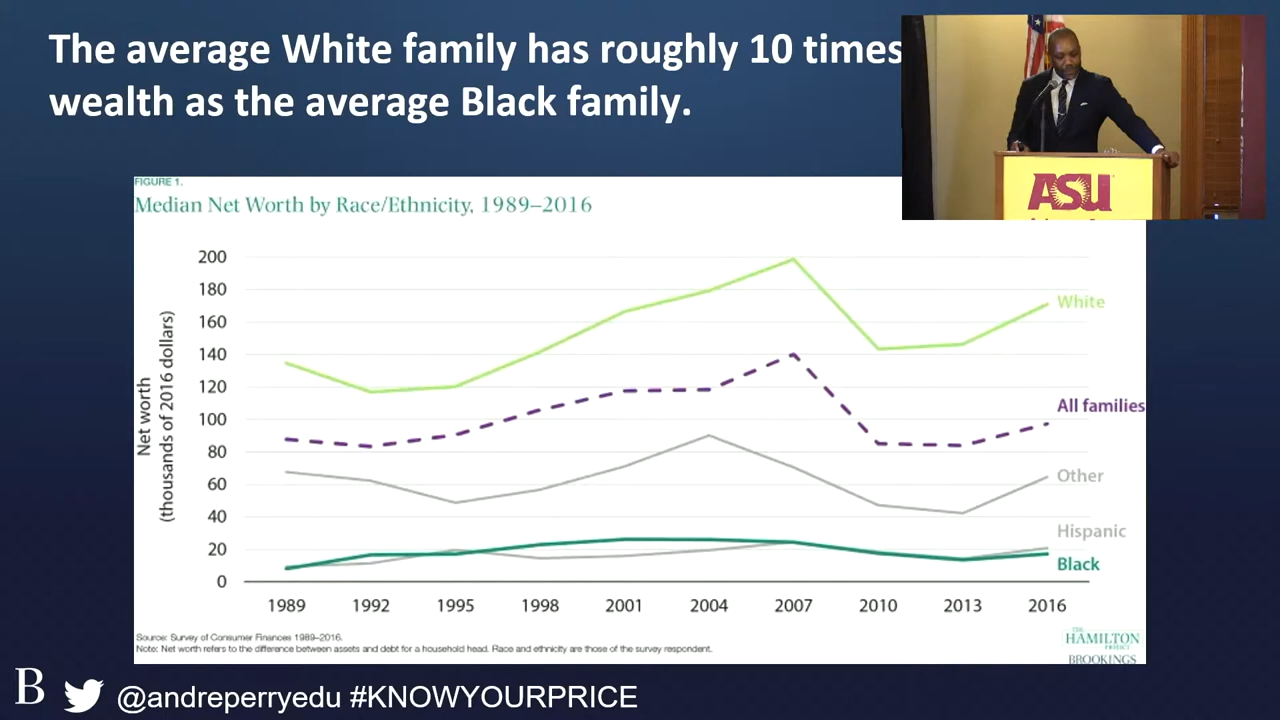 The average White family has roughly 10 times
wealth as the average Black family.
FIGURE 1.
Median Net Worth by Race/Ethnicity, 1989–2016
Net worth
(thousands of 2016 dollars)
200
180
160
140
120
100
80
60
40
20
0
White
All families
Other
Hispanic
Black
1989 1992 1995 1998 2001 2004 2007 2010 2013 2016
Source: Survey of Consumer Finances 1989–2016.
Note: Net worth refers to the difference between assets and debt for a household head. Race and ethnicity are those of the survey respondent.
THE
HAMILTON
PROJECT
BROOKINGS
B @andreperryedu #KNOWYOURPRICE
ASU